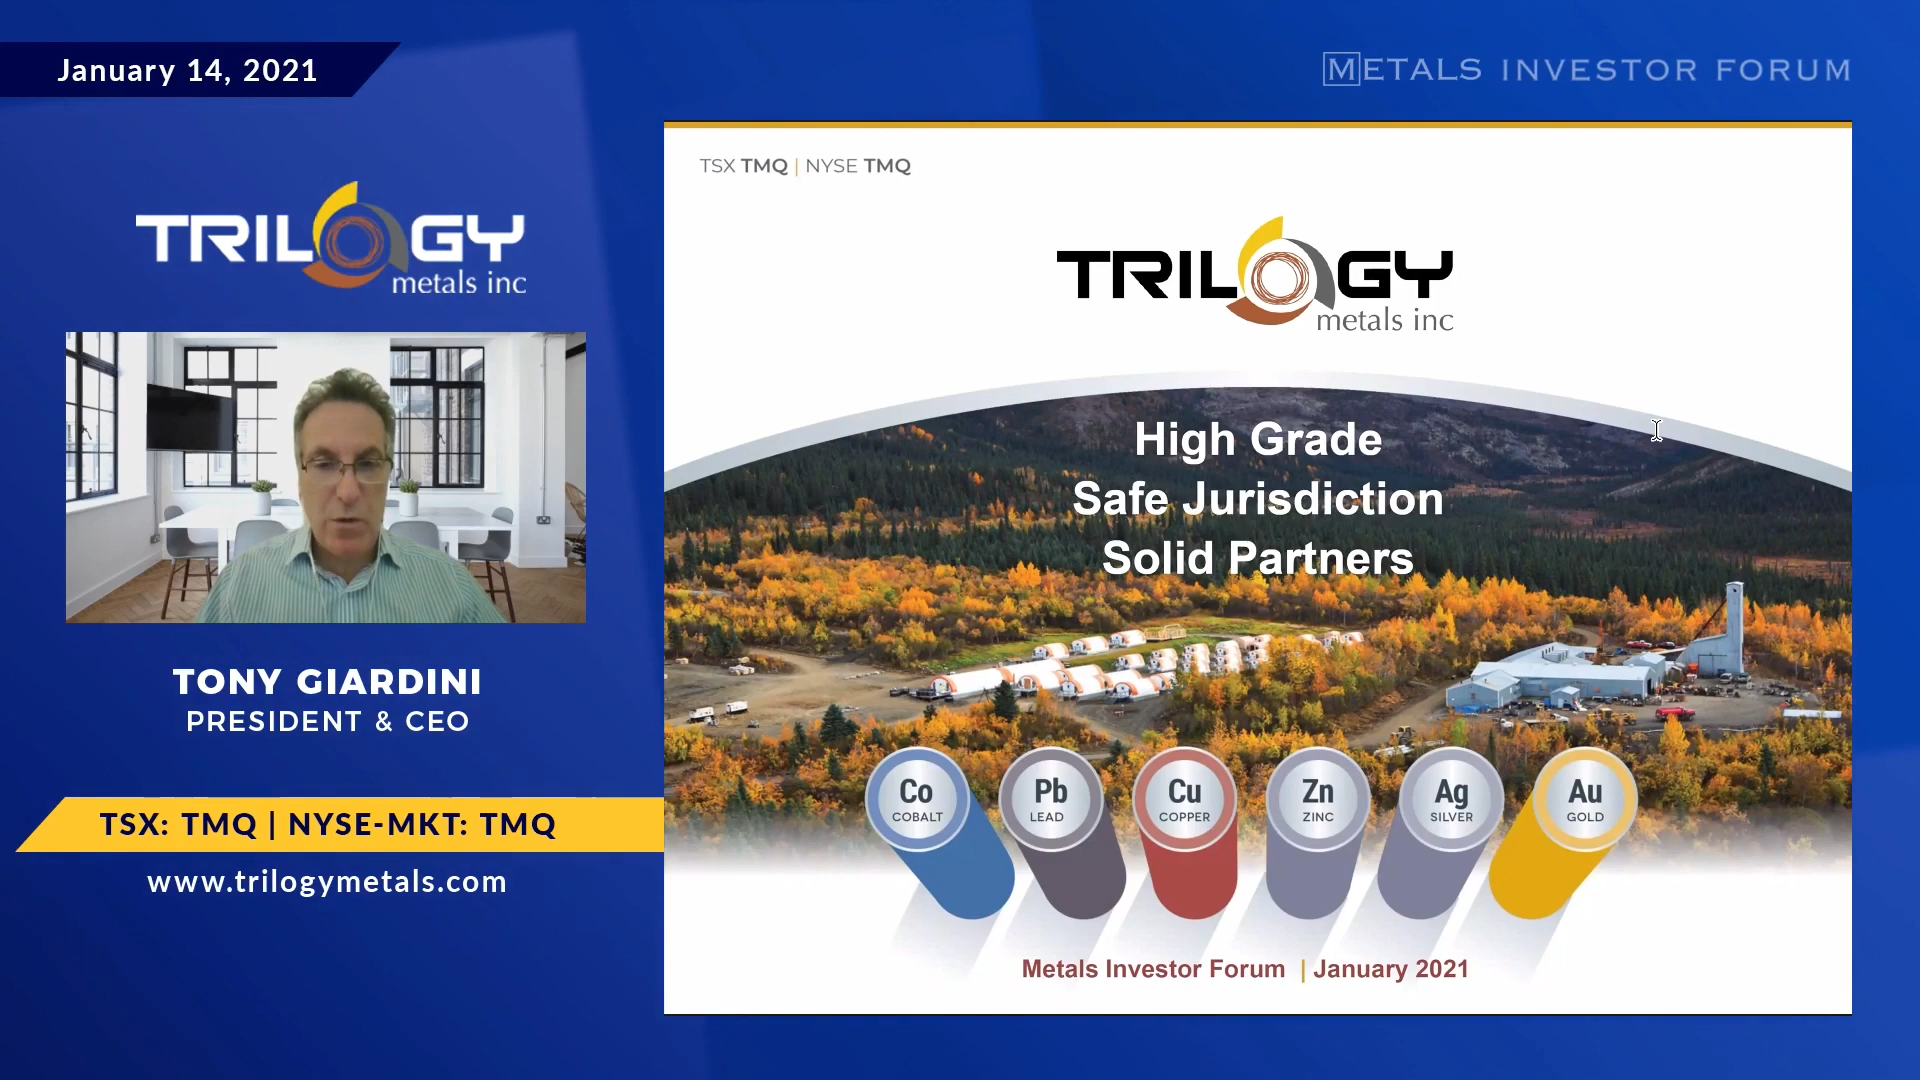 January 14, 2021
METALS INVESTOR FORUM
TRILOGY
metals inc
TONY GIARDINI
PRESIDENT & CEO
TSX: TMQ | NYSE-MKT: TMQ
www.trilogymetals.com
TSX TMQ | NYSE TMQ
TRILOGY
metals inc
High Grade
Safe Jurisdiction
Solid Partners
Co
COBALT
Pb
LEAD
Cu
COPPER
Zn
ZINC
Ag
SILVER
Au
GOLD
Metals Investor Forum | January 2021